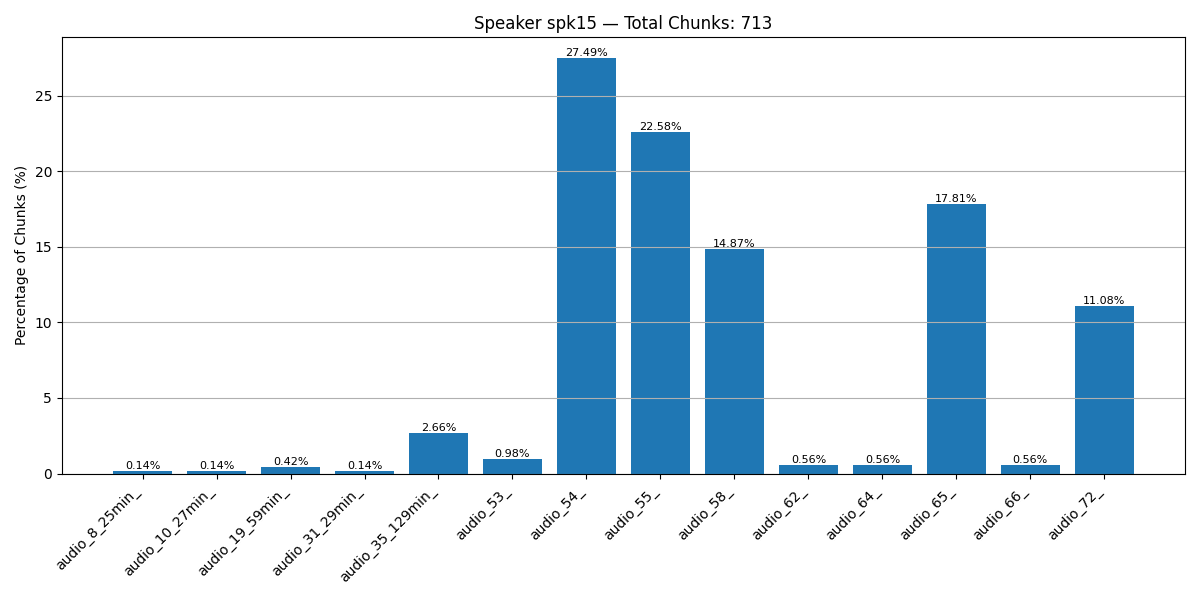 Speaker spk15 — Total Chunks: 713
Percentage of Chunks (%)
25
20
15
10
5
0
0.14%
0.14%
0.42%
0.14%
2.66%
0.98%
27.49%
22.58%
14.87%
0.56%
0.56%
17.81%
0.56%
11.08%
audio_8_25min_
audio_10_27min_
audio_19_59min_
audio_31_29min_
audio_35_129min_
audio_53_
audio_54_
audio_55_
audio_58_
audio_62_
audio_64_
audio_65_
audio_66_
audio_72_